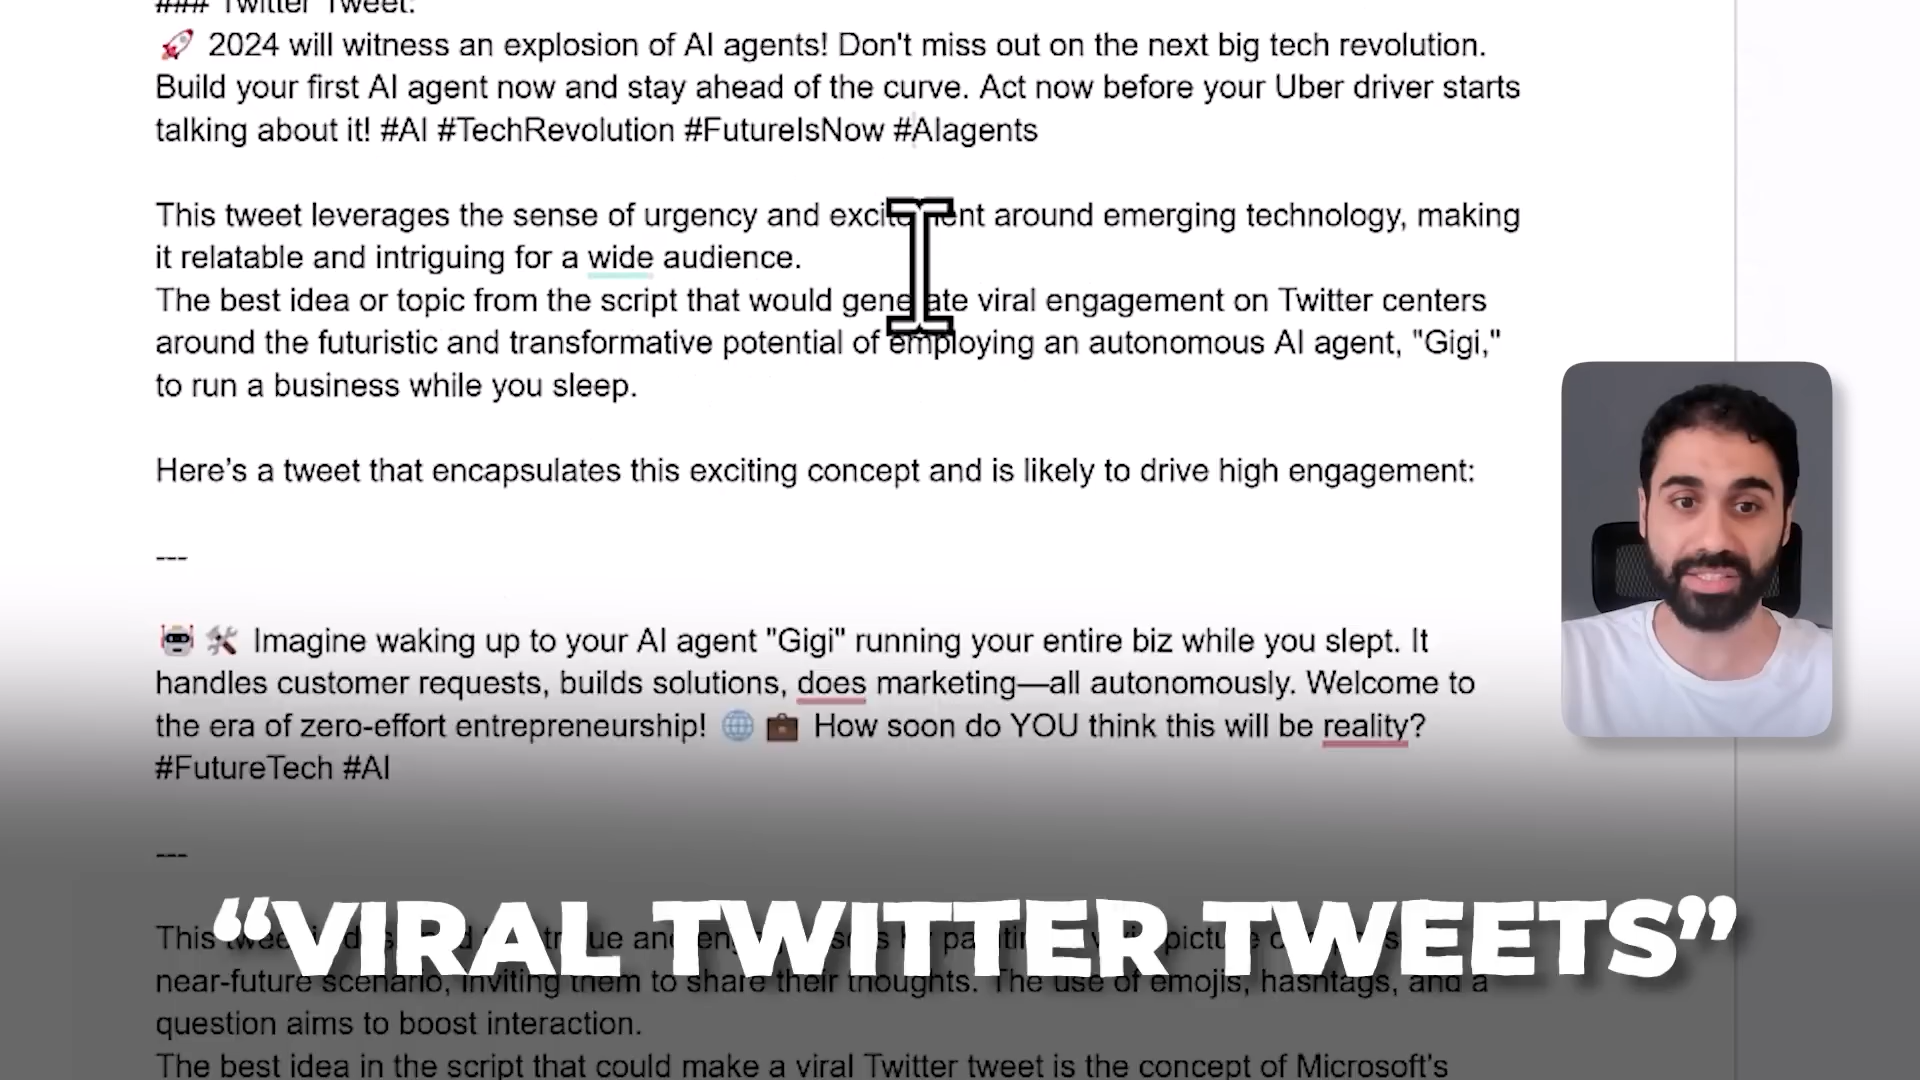 ### Twitter Tweet:
🚀 2024 will witness an explosion of AI agents! Don't miss out on the next big tech revolution.
Build your first AI agent now and stay ahead of the curve. Act now before your Uber driver starts
talking about it! #AI #TechRevolution #FutureIsNow #AIagents
This tweet leverages the sense of urgency and excitement around emerging technology, making
it relatable and intriguing for a wide audience.
The best idea or topic from the script that would generate viral engagement on Twitter centers
around the futuristic and transformative potential of employing an autonomous AI agent, "Gigi,"
to run a business while you sleep.
Here’s a tweet that encapsulates this exciting concept and is likely to drive high engagement:
---
🤖🛠️ Imagine waking up to your AI agent "Gigi" running your entire biz while you slept. It
handles customer requests, builds solutions, does marketing—all autonomously. Welcome to
the era of zero-effort entrepreneurship! 🌐💼 How soon do YOU think this will be reality?
#FutureTech #AI
---
“VIRAL TWITTER TWEETS”
This
near-future scenario, inviting them to share their thoughts. The use of emojis, hashtags, and a
question aims to boost interaction.
The best idea in the script that could make a viral Twitter tweet is the concept of Microsoft's